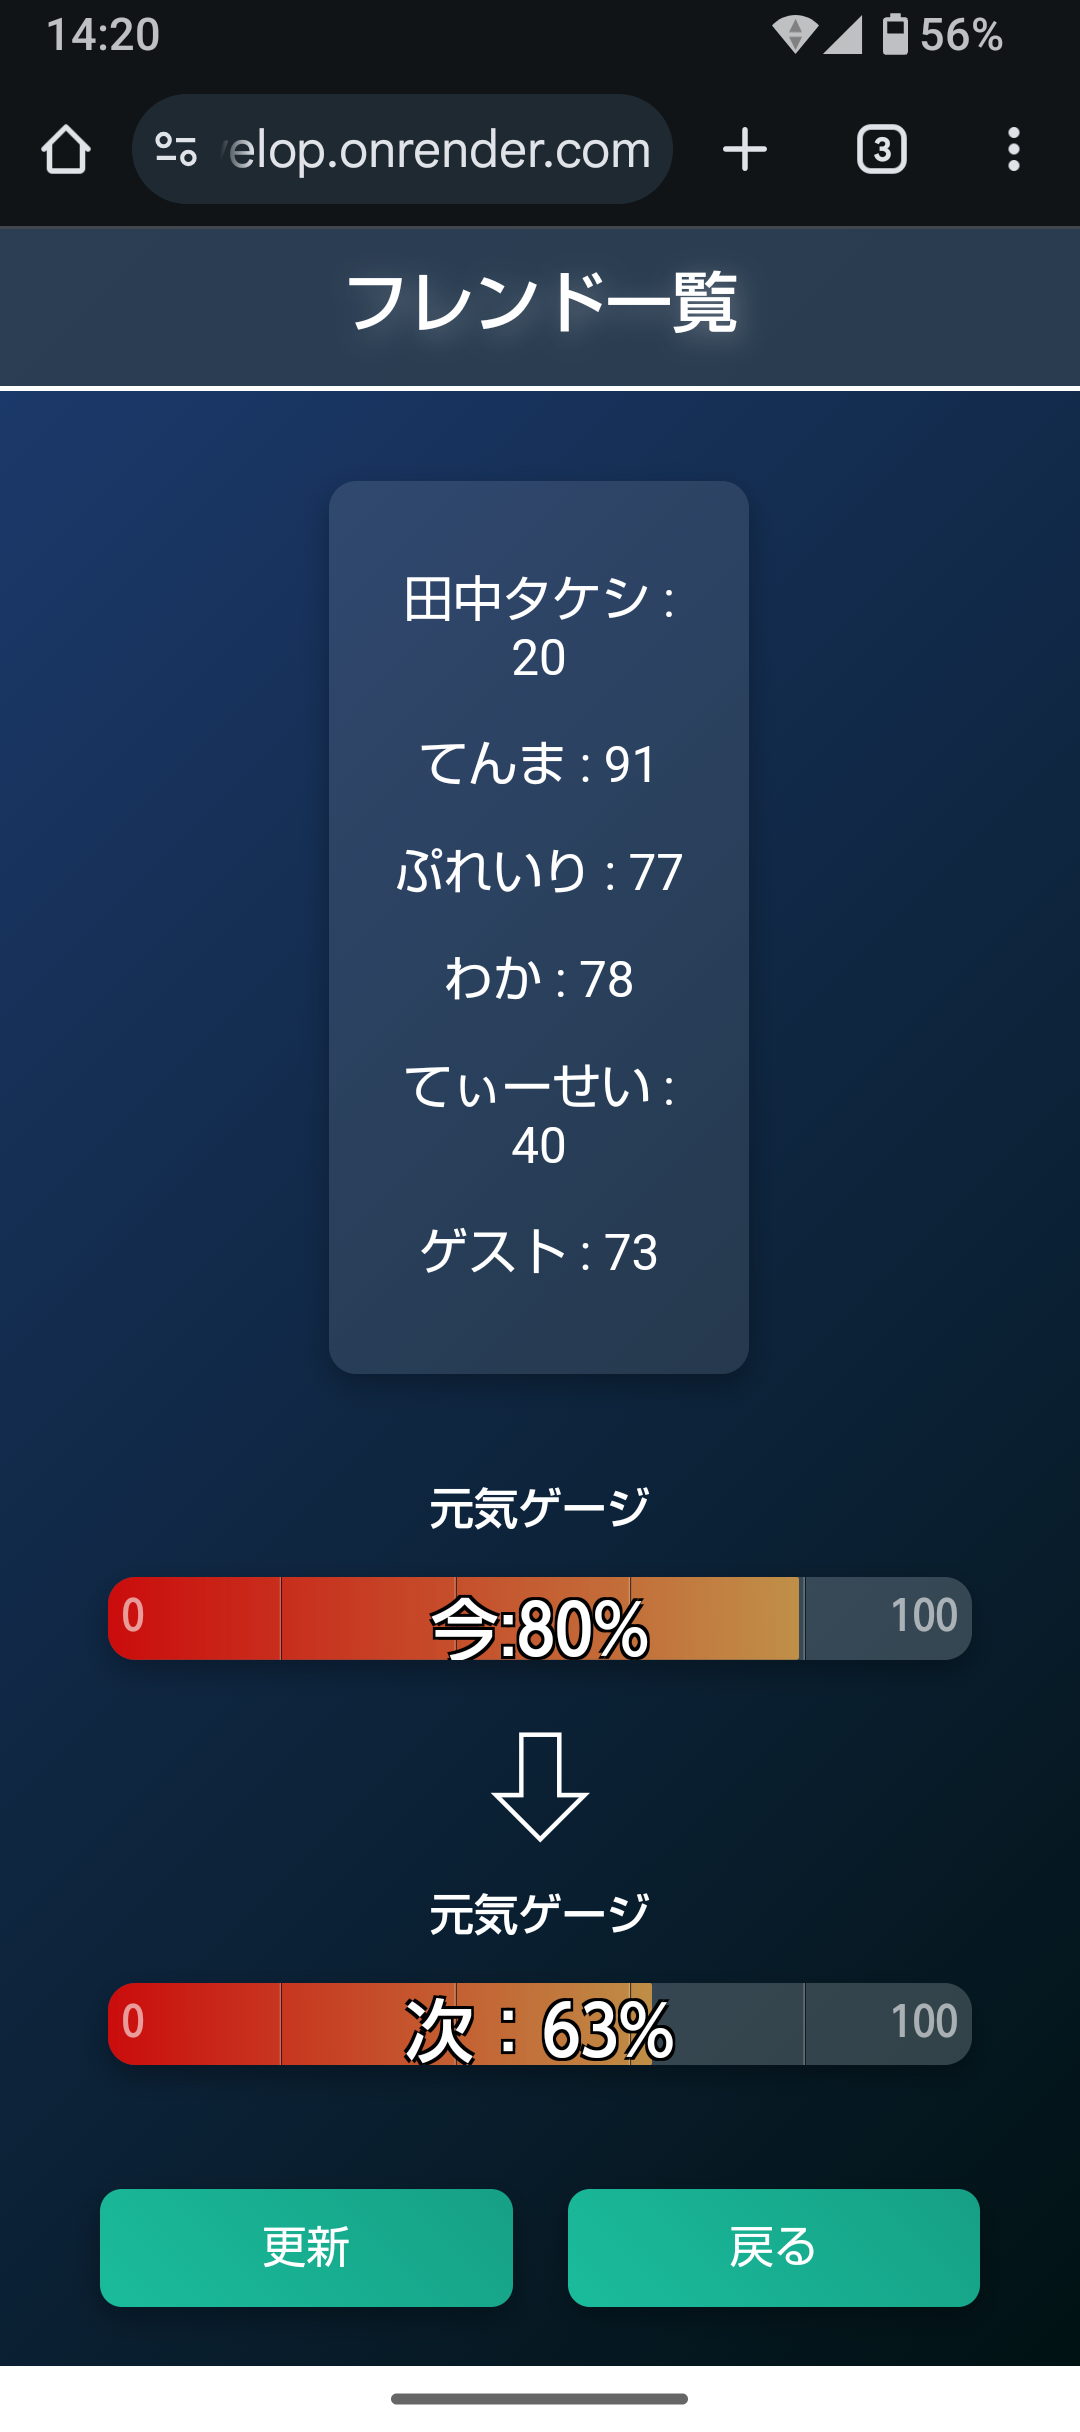 14:20
56%
elop.onrender.com
3
フレンド一覧
田中タケシ :
20
てんま : 91
ぷれいり : 77
わか : 78
てぃーせい :
40
ゲスト : 73
元気ゲージ
0
今:80%
100
元気ゲージ
0
次：63%
100
更新
戻る